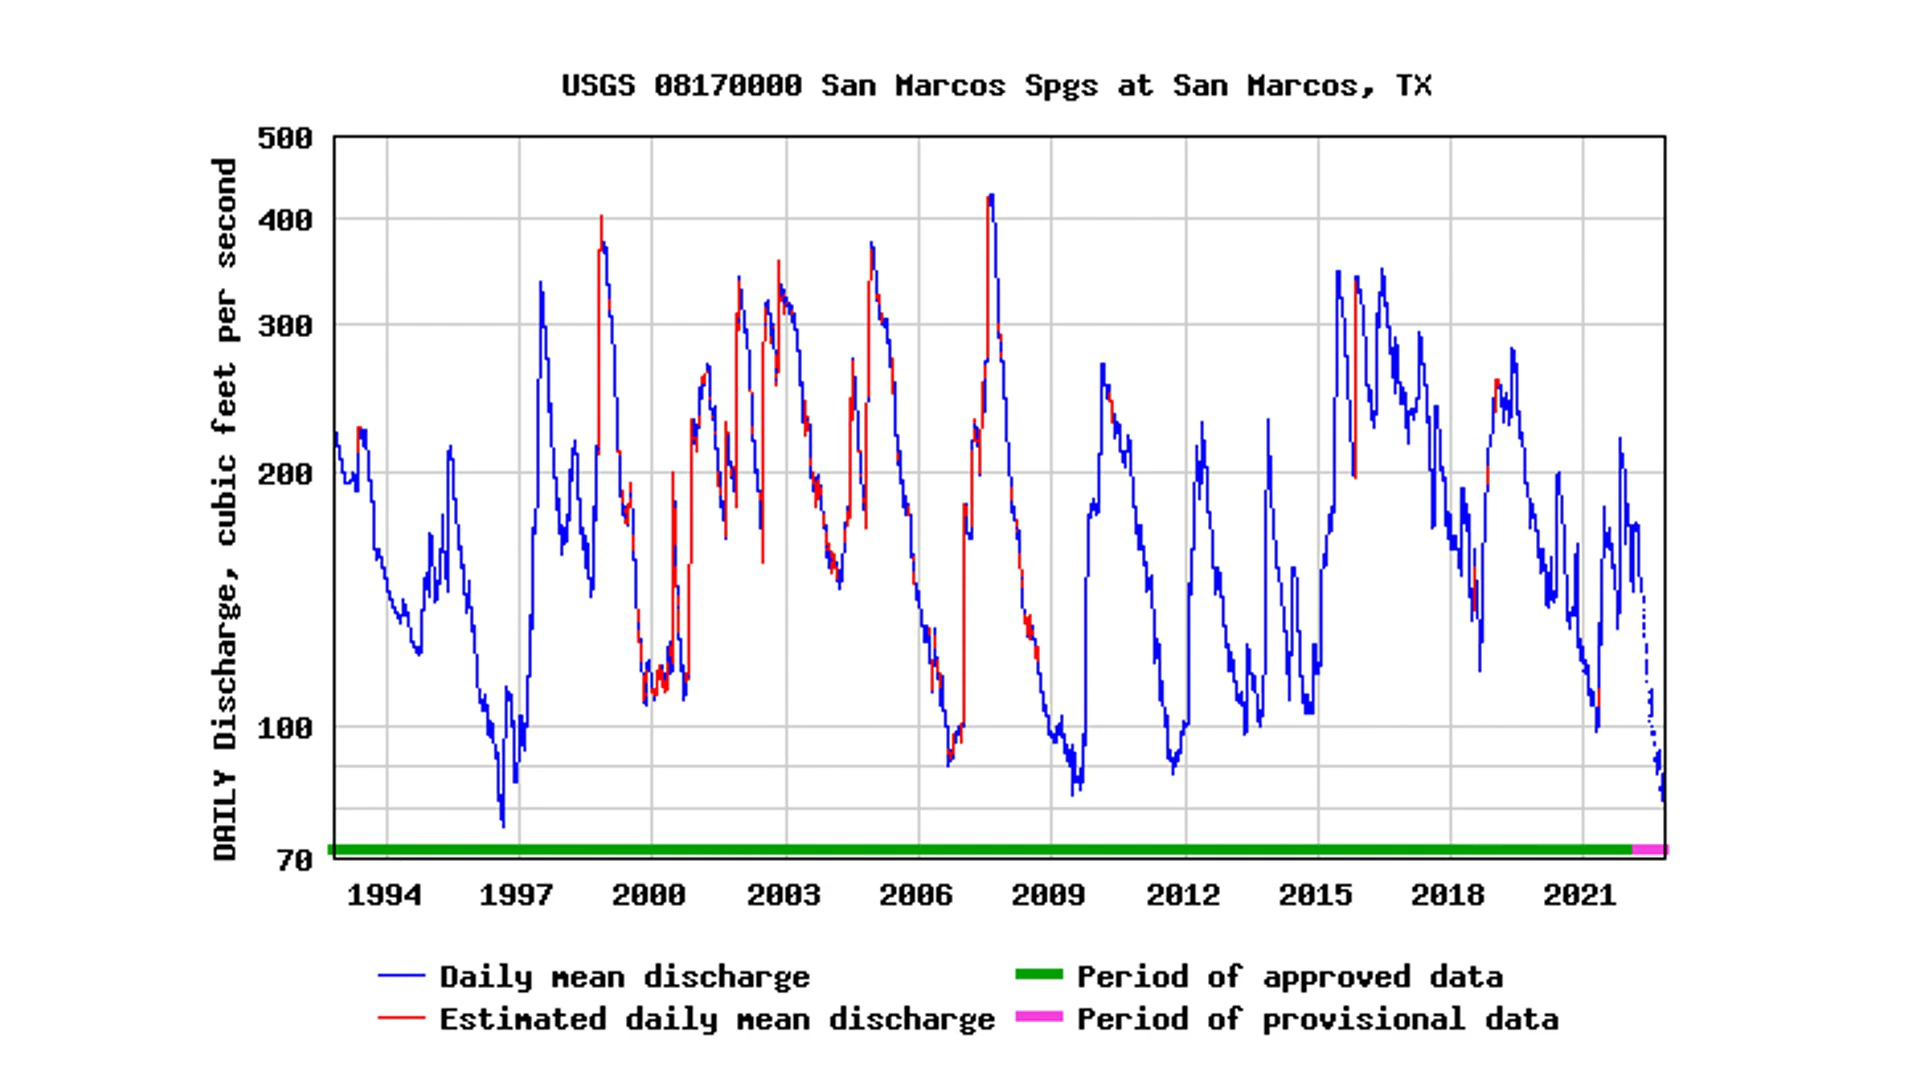 USGS 08170000 San Marcos Spgs at San Marcos, TX
DAILY Discharge, cubic feet per second
500
400
300
200
100
70
1994 1997 2000 2003 2006 2009 2012 2015 2018 2021
Daily mean discharge
Estimated daily mean discharge
Period of approved data
Period of provisional data